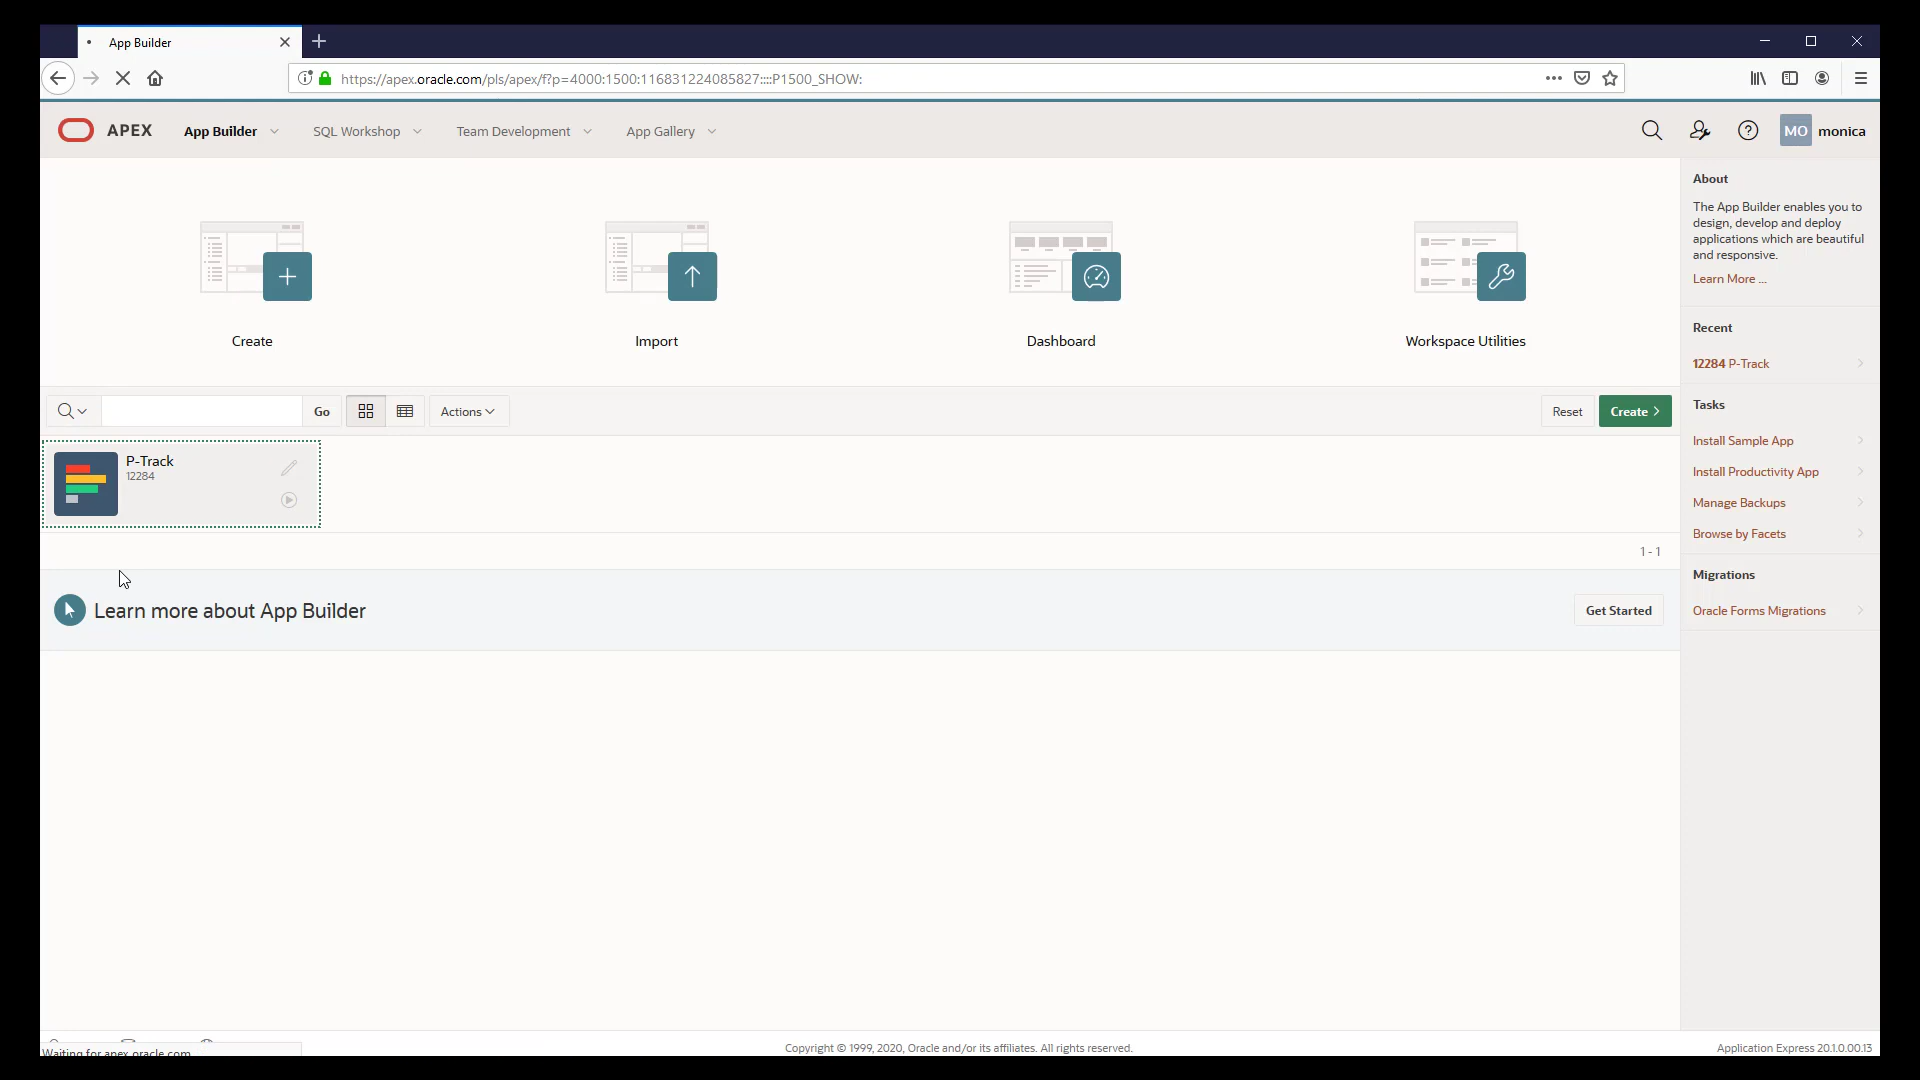 App Builder
https://apex.oracle.com/pls/apex/f?p=4000:1500:116831224085827::::P1500_SHOW:
APEX
App Builder
SQL Workshop
Team Development
App Gallery
MO
monica
Create
Import
Dashboard
Workspace Utilities
Go
Actions
Reset
Create
P-Track
12284
1 - 1
Learn more about App Builder
Get Started
About
The App Builder enables you to
design, develop and deploy
applications which are beautiful
and responsive.
Learn More ...
Recent
12284 P-Track
Tasks
Install Sample App
Install Productivity App
Manage Backups
Browse by Facets
Migrations
Oracle Forms Migrations
Waiting for apex.oracle.com
Copyright © 1999, 2020, Oracle and/or its affiliates. All rights reserved.
Application Express 20.1.0.00.13